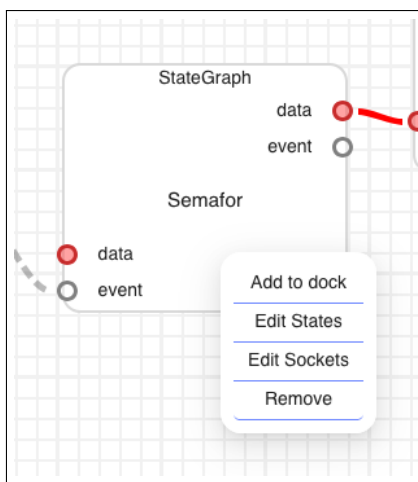 StateGraph
data
event
Semafor
data
event
Add to dock
Edit States
Edit Sockets
Remove